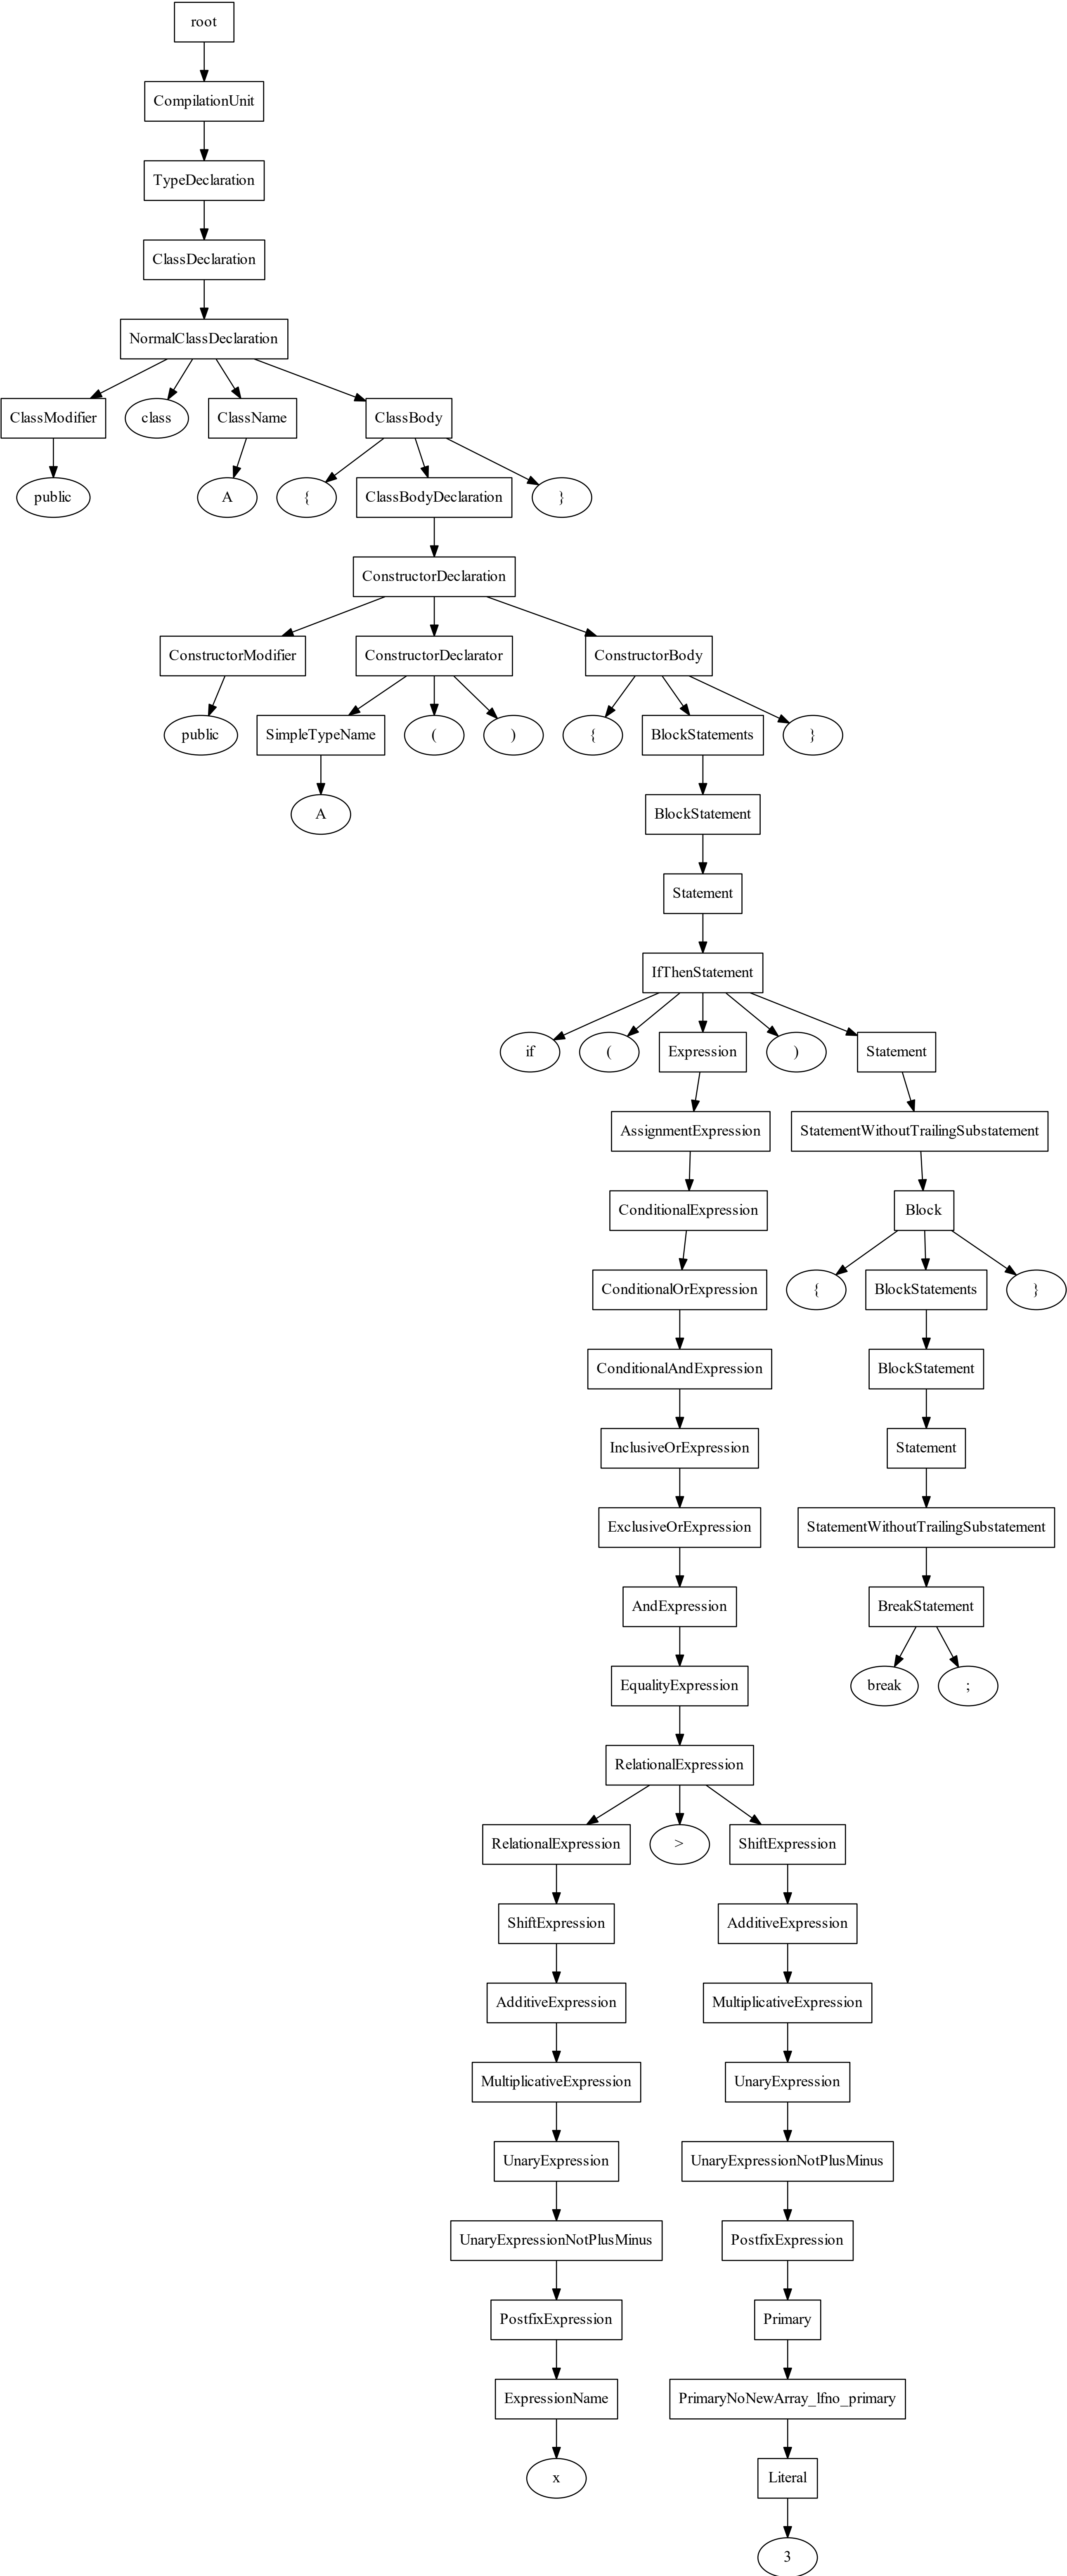 root
CompilationUnit
TypeDeclaration
ClassDeclaration
NormalClassDeclaration
ClassModifier
class
ClassName
ClassBody
public
A
{
ClassBodyDeclaration
}
ConstructorDeclaration
ConstructorModifier
ConstructorDeclarator
ConstructorBody
public
SimpleTypeName
(
)
{
BlockStatements
}
A
BlockStatement
Statement
IfThenStatement
if
(
Expression
)
Statement
AssignmentExpression
StatementWithoutTrailingSubstatement
ConditionalExpression
Block
ConditionalOrExpression
{
BlockStatements
}
ConditionalAndExpression
BlockStatement
InclusiveOrExpression
Statement
ExclusiveOrExpression
StatementWithoutTrailingSubstatement
AndExpression
BreakStatement
EqualityExpression
break
;
RelationalExpression
RelationalExpression
>
ShiftExpression
ShiftExpression
AdditiveExpression
AdditiveExpression
MultiplicativeExpression
MultiplicativeExpression
UnaryExpression
UnaryExpression
UnaryExpressionNotPlusMinus
UnaryExpressionNotPlusMinus
PostfixExpression
PostfixExpression
Primary
ExpressionName
PrimaryNoNewArray_lfno_primary
x
Literal
3